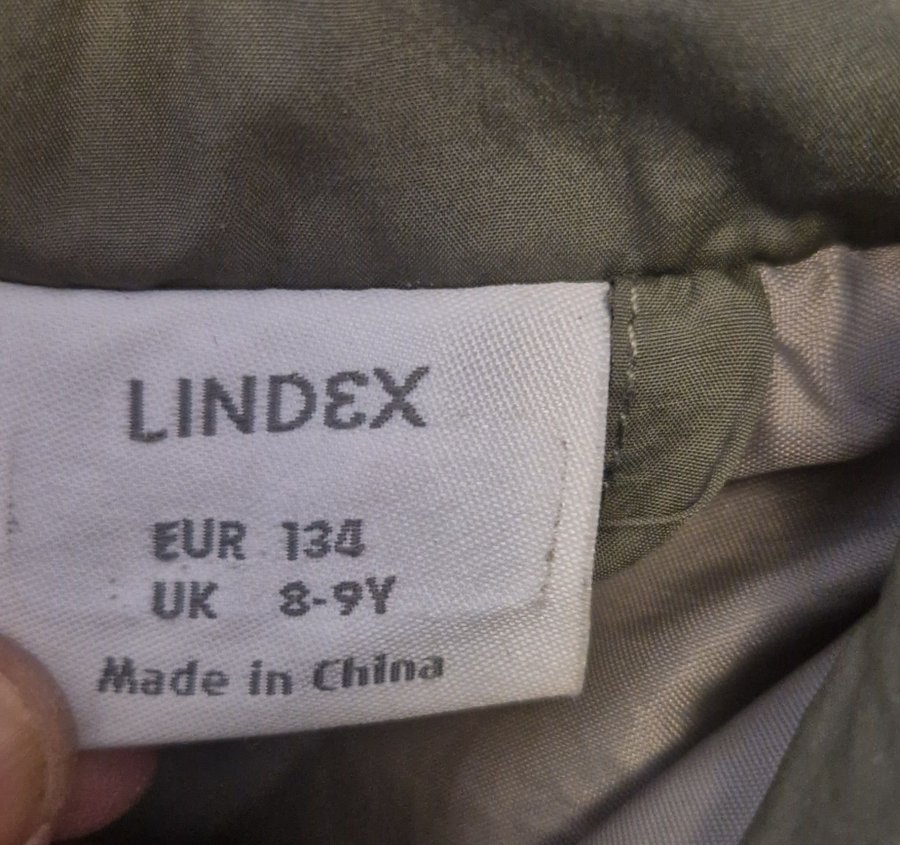 LINDEX
EUR 134
UK 8-9Y
Made in China